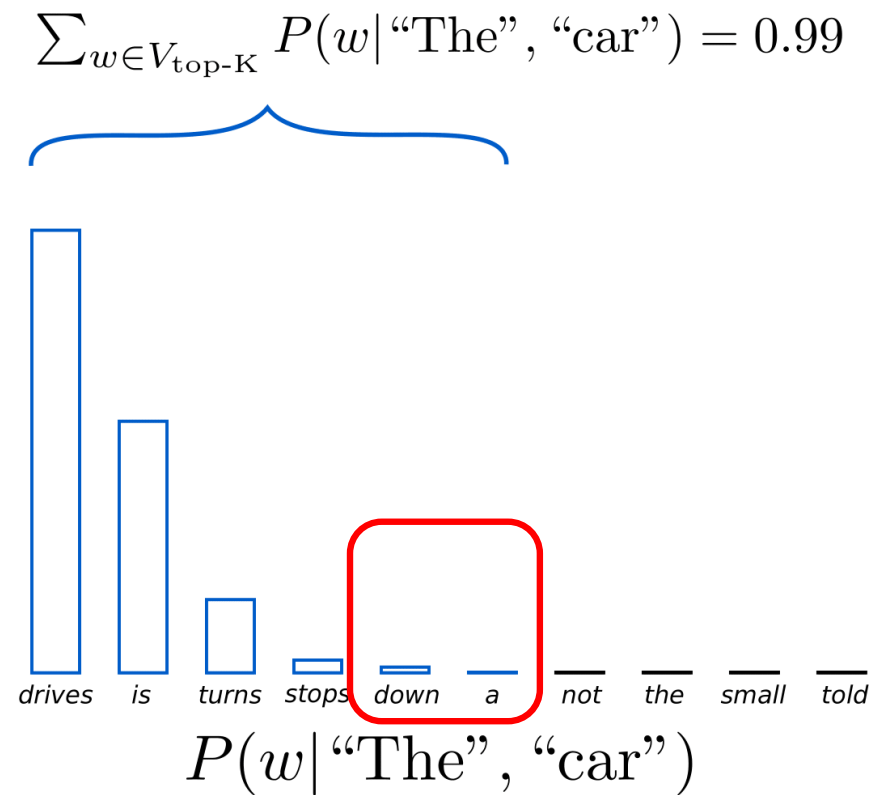 ∑w∈Vtop-K P(w|“The”, “car”) = 0.99
drives is turns stops down a not the small told
P(w|“The”, “car”)